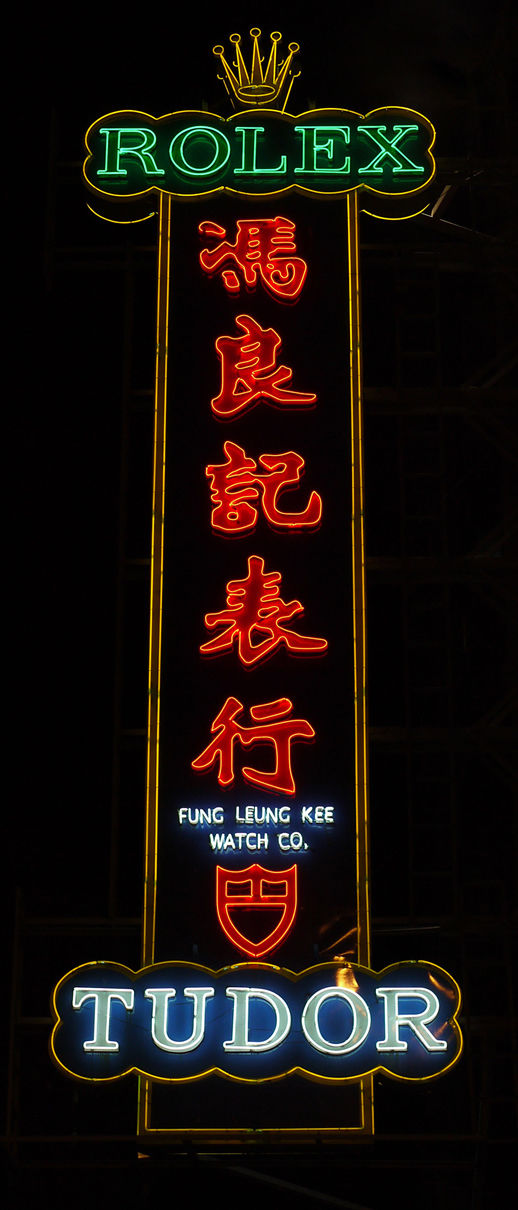 ROLEX
馮良記表行
FUNG LEUNG KEE
WATCH CO.
TUDOR